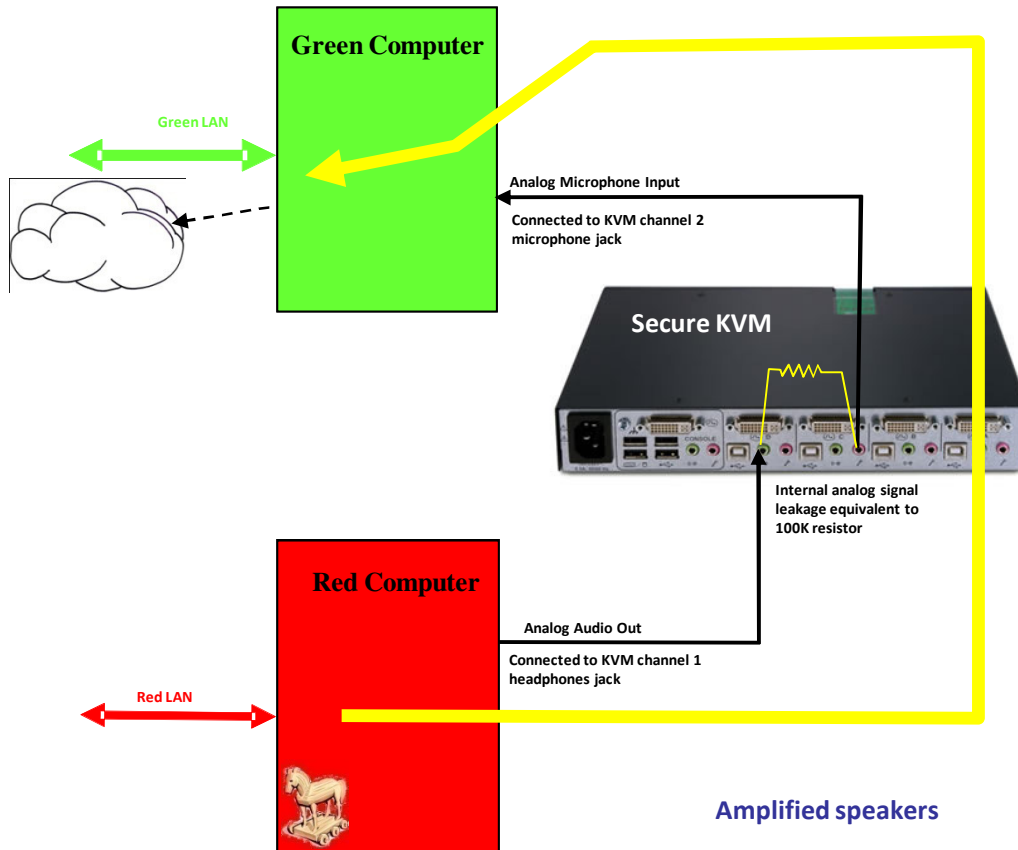 Green Computer
Green LAN
Analog Microphone Input
Connected to KVM channel 2
microphone jack
Secure KVM
CONSOLE
D
C
B
Internal analog signal
leakage equivalent to
100K resistor
Red Computer
Analog Audio Out
Connected to KVM channel 1
headphones jack
Red LAN
Amplified speakers